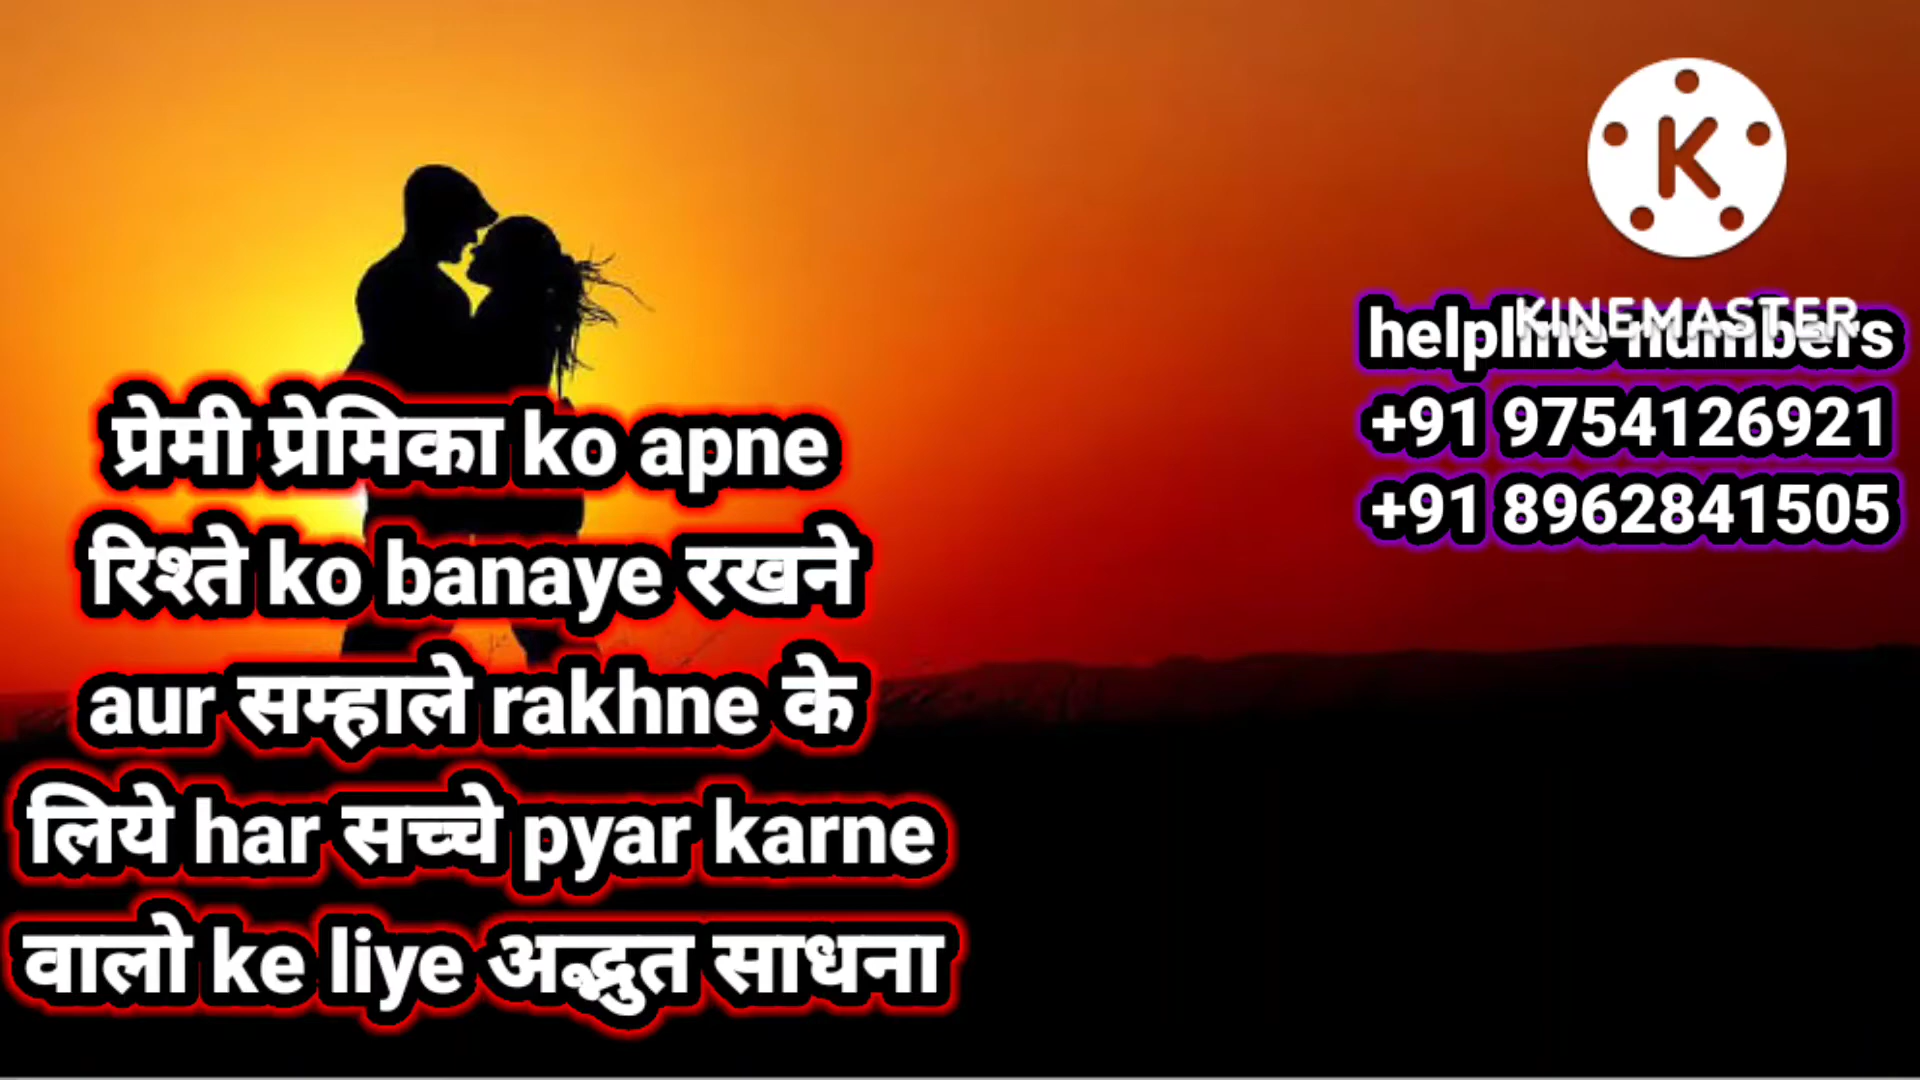 प्रेमी प्रेमिका ko apne
रिश्ते ko banaye रखने
aur सम्हाले rakhne के
लिये har सच्चे pyar karne
वालो ke liye अद्भुत साधना
K
KINEMASTER
helpline numbers
+91 9754126921
+91 8962841505